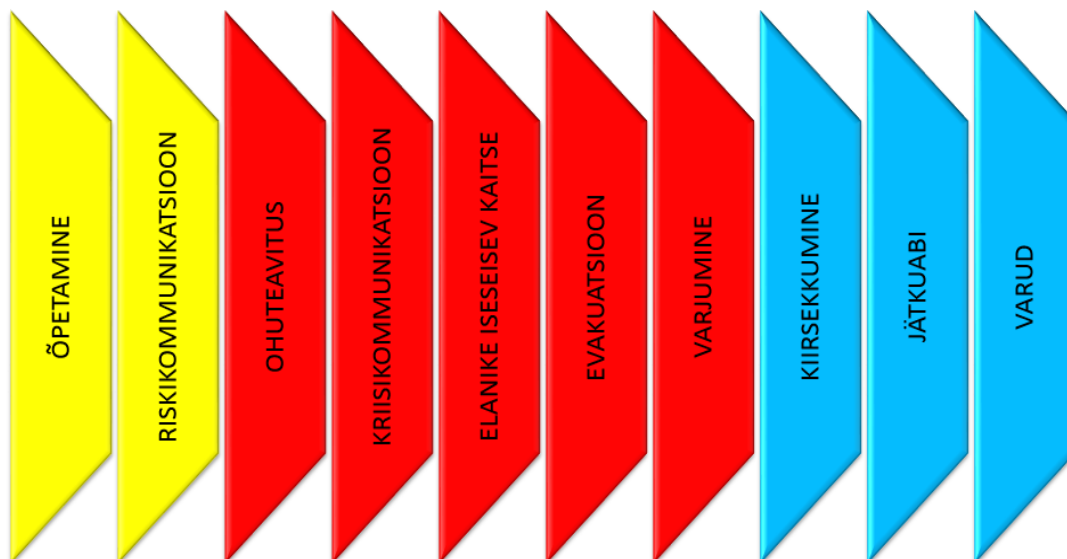 ÕPETAMINE
RISKIKOMMUNIKATSIOON
OHUTEAVITUS
KRIISIKOMMUNIKATSIOON
ELANIKE ISESEISEV KAITSE
EVAKUATSIOON
VARJUMINE
KIIRSEKKUMINE
JÄTKUABI
VARUD